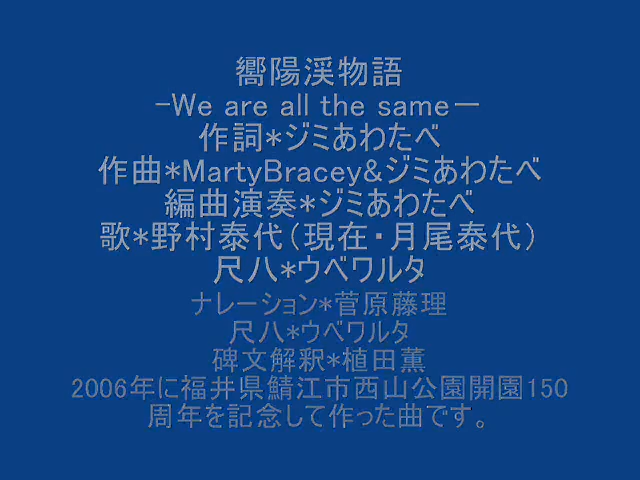 嚮陽渓物語
-We are all the same－
作詞*ジミあわたべ
作曲*MartyBracey&ジミあわたべ
編曲演奏*ジミあわたべ
歌*野村泰代（現在・月尾泰代）
尺八*ウベワルタ
ナレーション*菅原藤理
尺八*ウベワルタ
碑文解釈*植田薫
2006年に福井県鯖江市西山公園開園150
周年を記念して作った曲です。